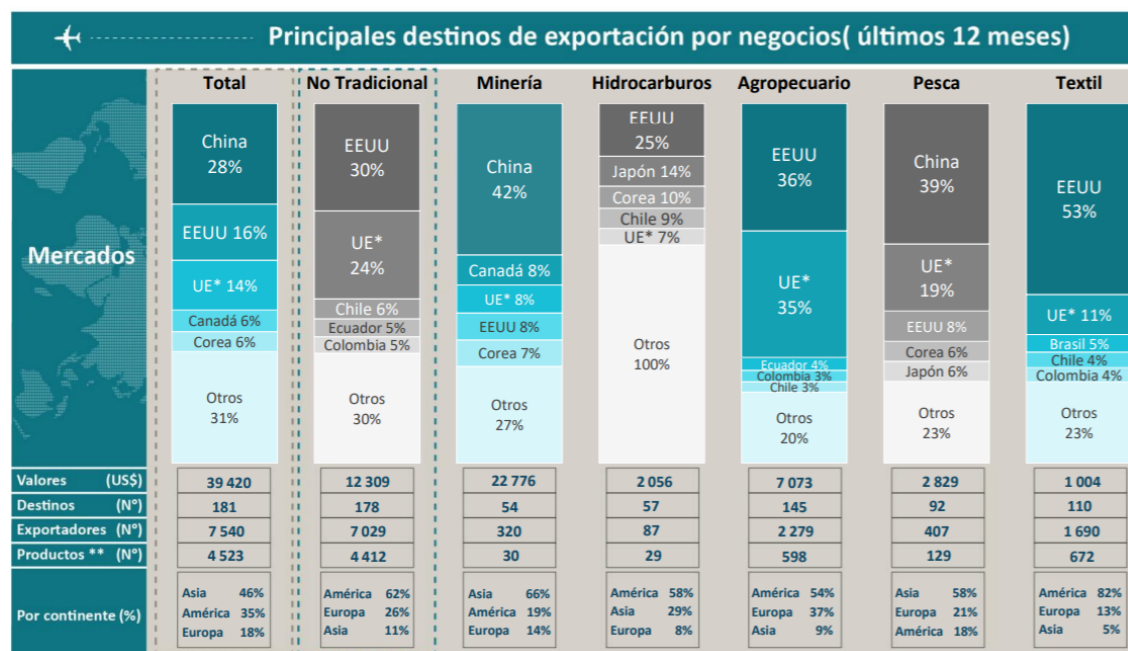 Principales destinos de exportación por negocios( últimos 12 meses)
Total No Tradicional Minería Hidrocarburos Agropecuario Pesca Textil
Mercados
China
28%
EEUU 16%
UE* 14%
Canadá 6%
Corea 6%
Otros
31%
EEUU
30%
UE*
24%
Chile 6%
Ecuador 5%
Colombia 5%
Otros
30%
China
42%
Canadá 8%
UE* 8%
EEUU 8%
Corea 7%
Otros
27%
EEUU
25%
Japón 14%
Corea 10%
Chile 9%
UE* 7%
Otros
100%
EEUU
36%
UE*
35%
Ecuador 4%
Colombia 3%
Chile 3%
Otros
20%
China
39%
UE*
19%
EEUU 8%
Corea 6%
Japón 6%
Otros
23%
EEUU
53%
UE* 11%
Brasil 5%
Chile 4%
Colombia 4%
Otros
23%
Valores (US$) 39 420 12 309 22 776 2 056 7 073 2 829 1 004
Destinos (N°) 181 178 54 57 145 92 110
Exportadores (N°) 7 540 7 029 320 87 2 279 407 1 690
Productos ** (N°) 4 523 4 412 30 29 598 129 672
Por continente (%)
Asia 46% América 62% Asia 66% América 58% América 54% Asia 58% América 82%
América 35% Europa 26% América 19% Asia 29% Europa 37% Europa 21% Europa 13%
Europa 18% Asia 11% Europa 14% Europa 8% Asia 9% América 18% Asia 5%